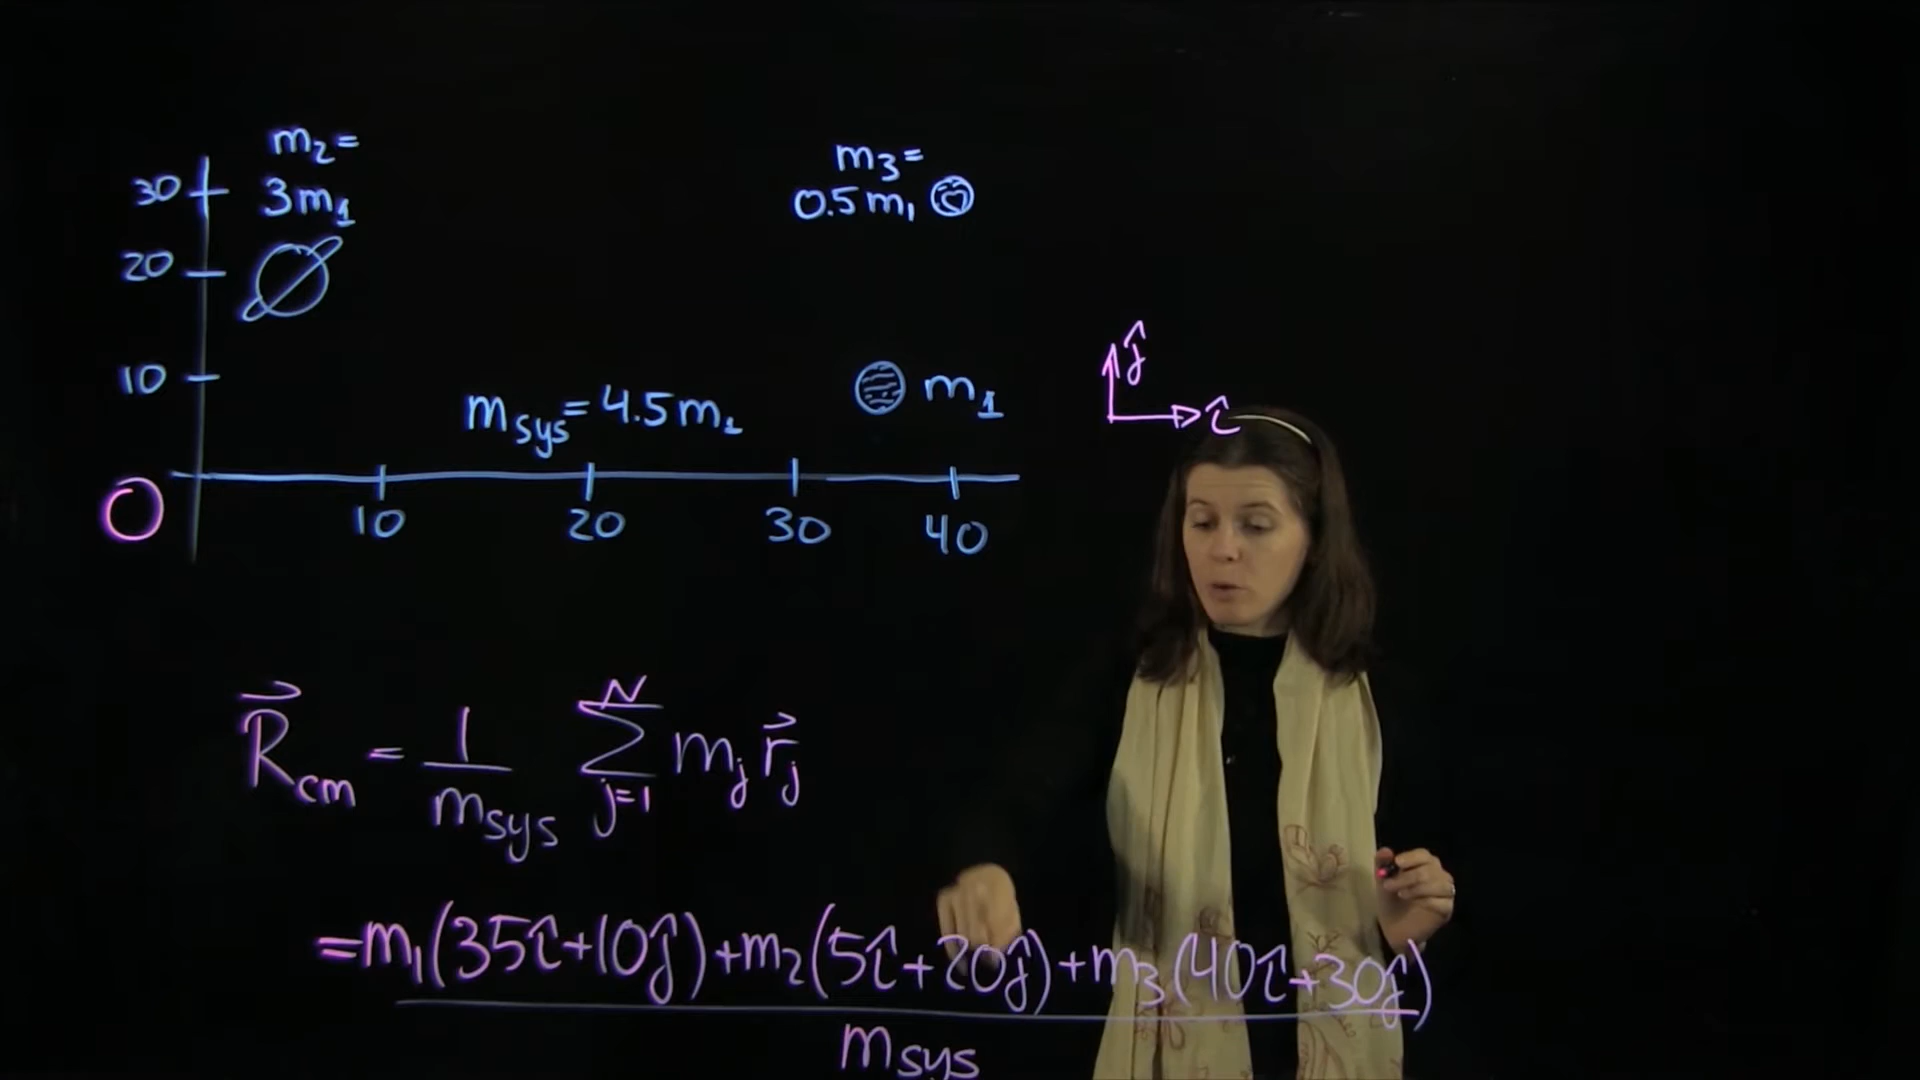 m₂ =
3m₁
m₃ =
0.5m₁
30
20
10
m₁
m_sys = 4.5m₁
ĵ
î
O
10 20 30 40
R⃗_cm = 1/m_sys ∑_{j=1}^{N} m_j r⃗_j
= m₁(35î+10ĵ)+m₂(5î+20ĵ)+m₃(40î+30ĵ)
m_sys